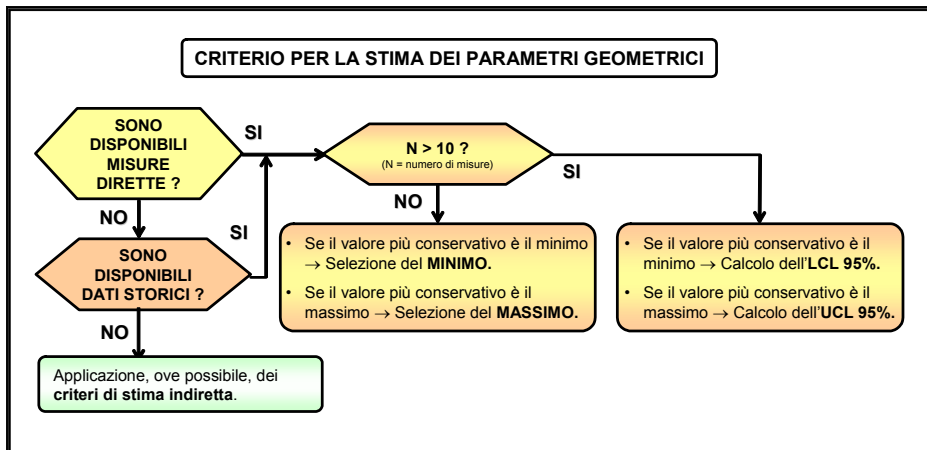 CRITERIO PER LA STIMA DEI PARAMETRI GEOMETRICI
SONO
DISPONIBILI
MISURE
DIRETTE ?
SI
N > 10 ?
(N = numero di misure)
SI
NO
NO
SI
SONO
DISPONIBILI
DATI STORICI ?
• Se il valore più conservativo è il minimo
→ Selezione del MINIMO.
• Se il valore più conservativo è il
massimo → Selezione del MASSIMO.
• Se il valore più conservativo è il
minimo → Calcolo dell'LCL 95%.
• Se il valore più conservativo è il
massimo → Calcolo dell'UCL 95%.
NO
Applicazione, ove possibile, dei
criteri di stima indiretta.